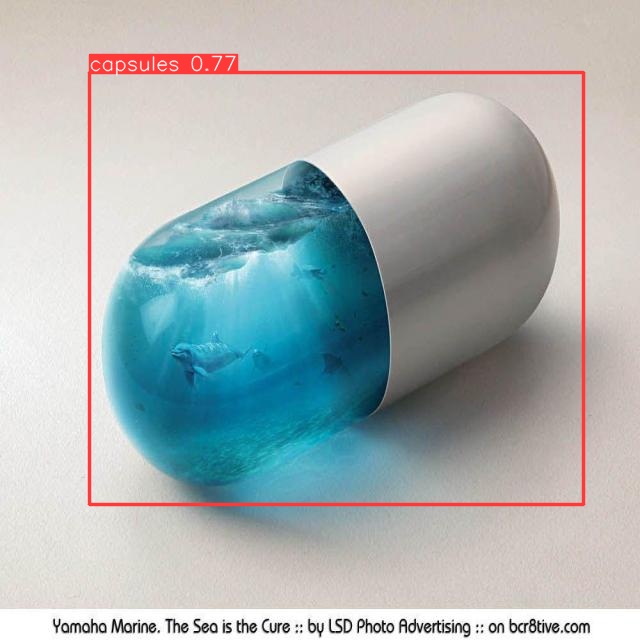 capsules 0.77
Yamaha Marine. The Sea is the Cure :: by LSD Photo Advertising :: on bcr8tive.com